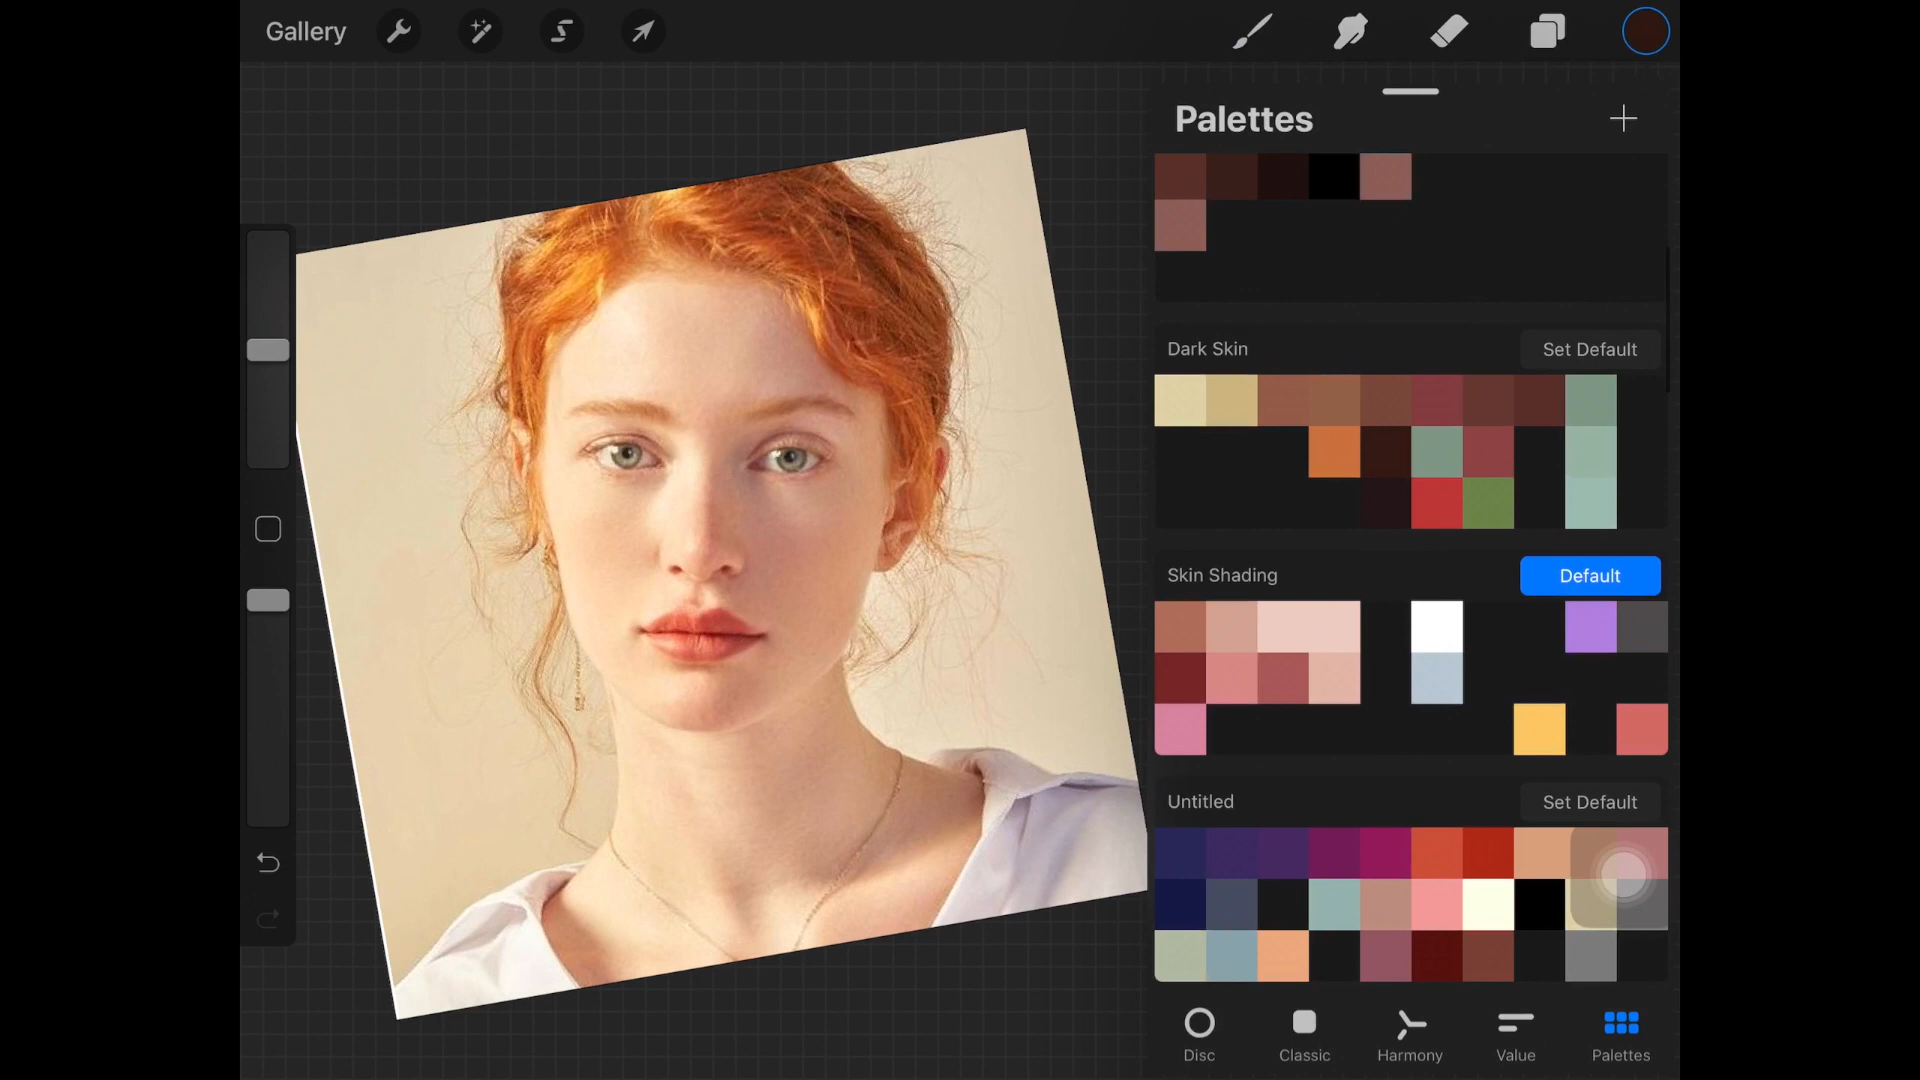 Gallery
Palettes
Dark Skin
Set Default
Skin Shading
Default
Untitled
Set Default
Disc
Classic
Harmony
Value
Palettes